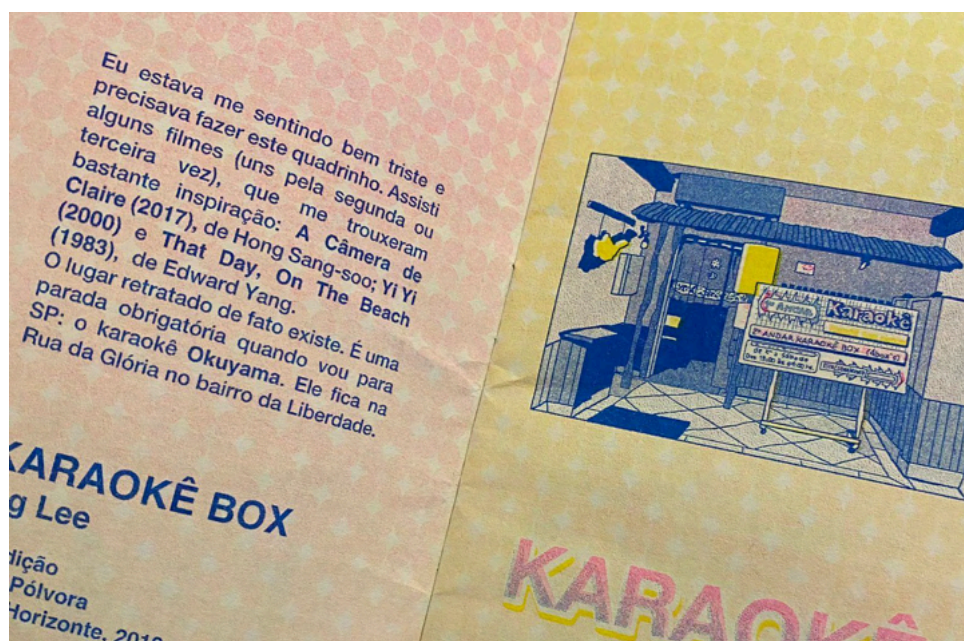 Eu estava me sentindo bem triste e
precisava fazer este quadrinho. Assisti
alguns filmes (uns pela segunda ou
terceira vez), que me trouxeram
bastante inspiração: A Câmera de
Claire (2017), de Hong Sang-soo; Yi Yi
(2000) e That Day, On The Beach
(1983), de Edward Yang.
O lugar retratado de fato existe. É uma
parada obrigatória quando vou para
SP: o karaokê Okuyama. Ele fica na
Rua da Glória no bairro da Liberdade.
KARAOKÊ BOX
g Lee
dição
Pólvora
Horizonte, 201
Karaokê
ANDAR KARAOKÊ BOX
KARAOKÊ